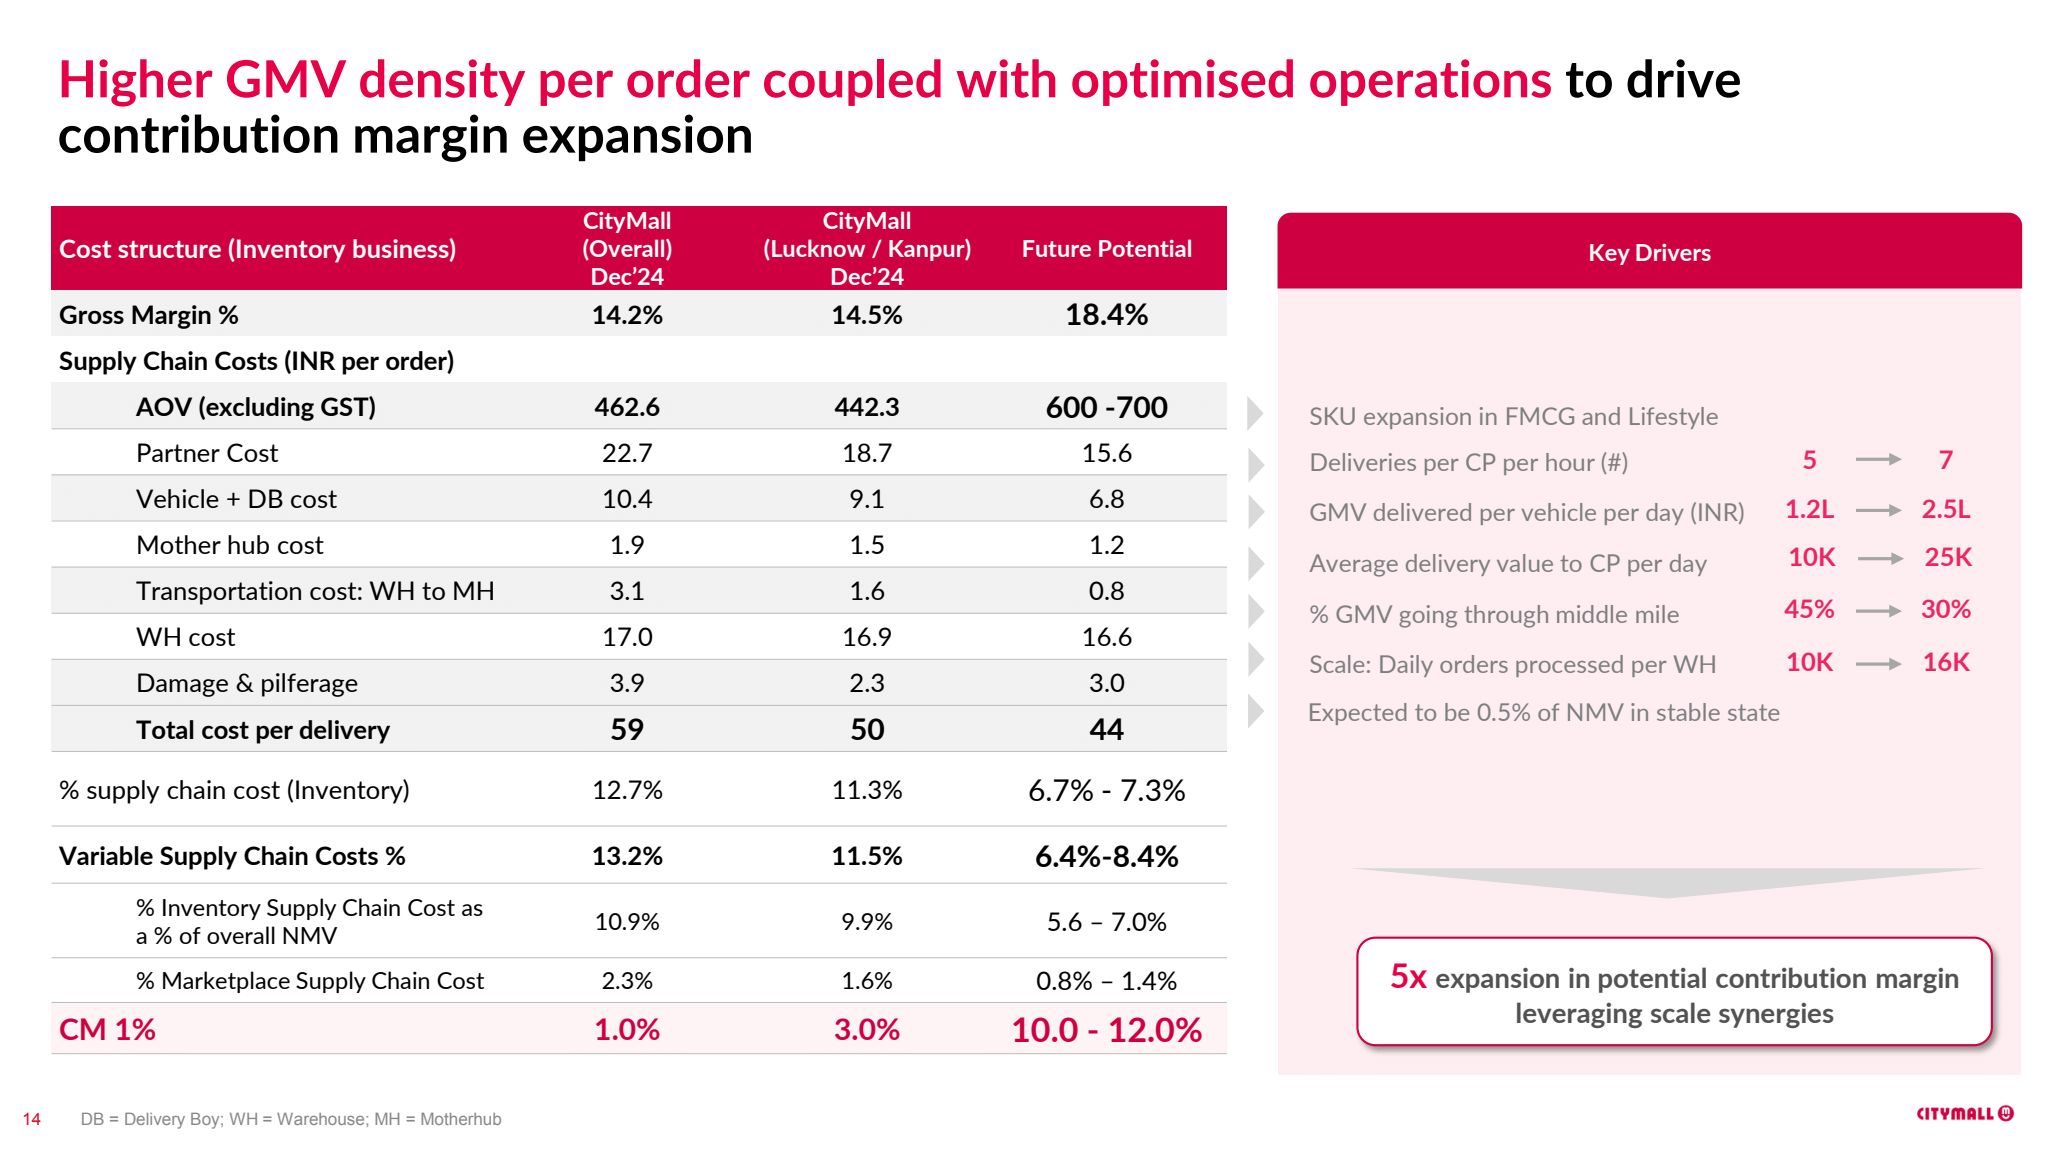 Higher GMV density per order coupled with optimised operations to drive
contribution margin expansion
Cost structure (Inventory business) CityMall (Overall) Dec’24 CityMall (Lucknow / Kanpur) Dec’24 Future Potential
Gross Margin % 14.2% 14.5% 18.4%
Supply Chain Costs (INR per order)
AOV (excluding GST) 462.6 442.3 600 -700
Partner Cost 22.7 18.7 15.6
Vehicle + DB cost 10.4 9.1 6.8
Mother hub cost 1.9 1.5 1.2
Transportation cost: WH to MH 3.1 1.6 0.8
WH cost 17.0 16.9 16.6
Damage & pilferage 3.9 2.3 3.0
Total cost per delivery 59 50 44
% supply chain cost (Inventory) 12.7% 11.3% 6.7% - 7.3%
Variable Supply Chain Costs % 13.2% 11.5% 6.4%-8.4%
% Inventory Supply Chain Cost as
a % of overall NMV 10.9% 9.9% 5.6 – 7.0%
% Marketplace Supply Chain Cost 2.3% 1.6% 0.8% – 1.4%
CM 1% 1.0% 3.0% 10.0 - 12.0%
Key Drivers
SKU expansion in FMCG and Lifestyle
Deliveries per CP per hour (#) 5 7
GMV delivered per vehicle per day (INR) 1.2L 2.5L
Average delivery value to CP per day 10K 25K
% GMV going through middle mile 45% 30%
Scale: Daily orders processed per WH 10K 16K
Expected to be 0.5% of NMV in stable state
5x expansion in potential contribution margin
leveraging scale synergies
14 DB = Delivery Boy; WH = Warehouse; MH = Motherhub
CITYMALL